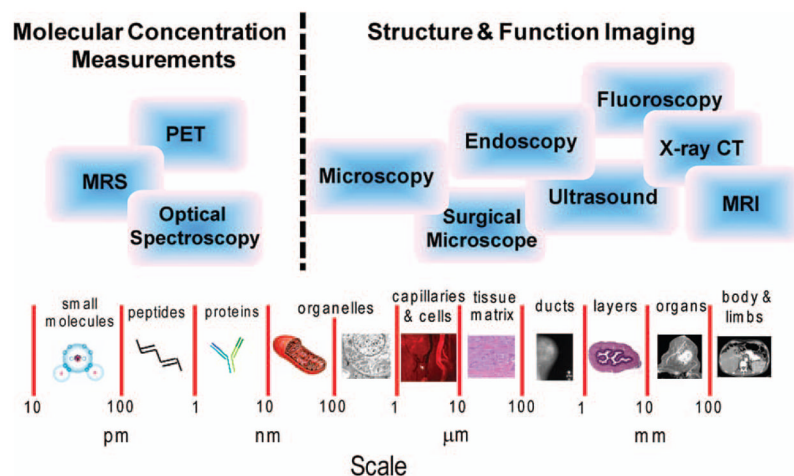 Molecular Concentration
Measurements
Structure & Function Imaging
PET
MRS
Optical
Spectroscopy
Fluoroscopy
Endoscopy
X-ray CT
Microscopy
Ultrasound
MRI
Surgical
Microscope
small
molecules
peptides
proteins
organelles
capillaries
& cells
tissue
matrix
ducts
layers
organs
body &
limbs
10 100 1 10 100 1 10 100 1 10 100
pm nm μm mm
Scale